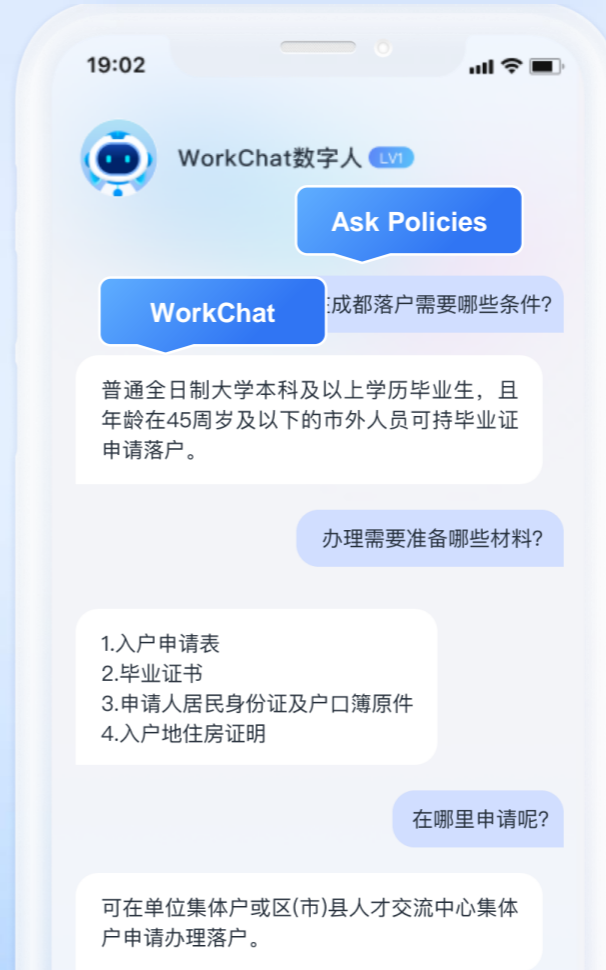 19:02
WorkChat数字人 LV1
Ask Policies
WorkChat
成都落户需要哪些条件?
普通全日制大学本科及以上学历毕业生，且
年龄在45周岁及以下的市外人员可持毕业证
申请落户。
办理需要准备哪些材料?
1.入户申请表
2.毕业证书
3.申请人居民身份证及户口簿原件
4.入户地住房证明
在哪里申请呢?
可在单位集体户或区(市)县人才交流中心集体
户申请办理落户。